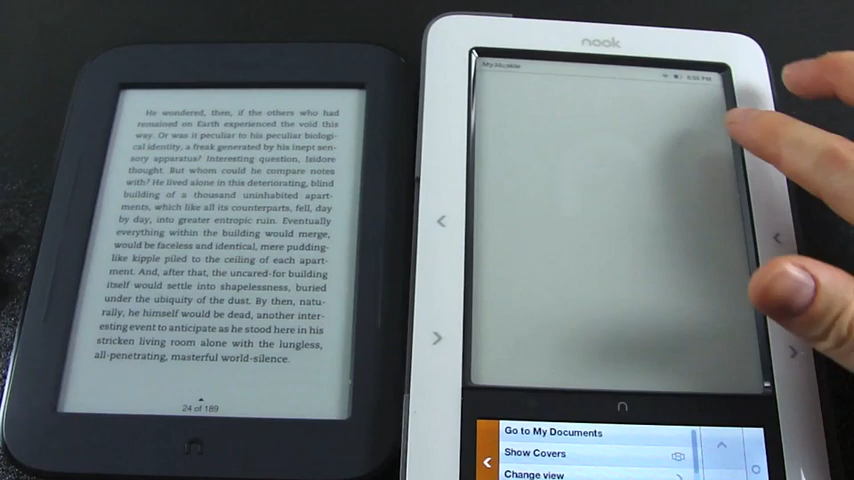 He wondered, then, if the others who had
remained on Earth experienced the void this
way. Or was it peculiar to his peculiar biologi-
cal identity, a freak generated by his inept sen-
sory apparatus? Interesting question, Isidore
thought. But whom could he compare notes
with? He lived alone in this deteriorating, blind
building of a thousand uninhabited apart-
ments, which like all its counterparts, fell, day
by day, into greater entropic ruin. Eventually
everything within the building would merge,
would be faceless and identical, mere pudding-
like kipple piled to the ceiling of each apart-
ment. And, after that, the uncared-for building
itself would settle into shapelessness, buried
under the ubiquity of the dust. By then, natu-
rally, he himself would be dead, another inter-
esting event to anticipate as he stood here in his
stricken living room alone with the lungless,
all-penetrating, masterful world-silence.
24 of 189
nook
Go to My Documents
Show Covers
Change view